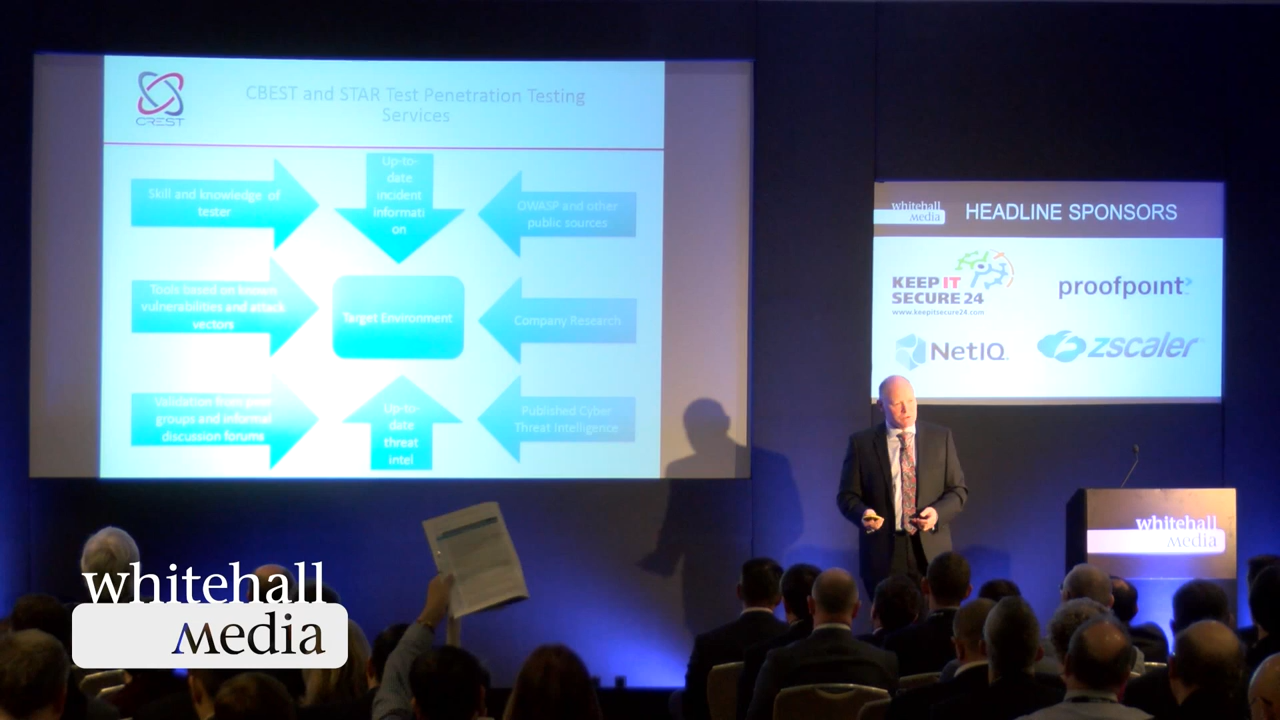 CREST
CBEST and STAR Test Penetration Testing
Services
Skill and knowledge of
tester
Up-to-
date
incident
informati
on
OWASP and other
public sources
Tools based on known
vulnerabilities and attack
vectors
Target Environment
Company Research
Validation from peer
groups and informal
discussion forums
Up-to-
date
threat
intel
Published Cyber
Threat Intelligence
whitehall
media
HEADLINE SPONSORS
KEEP IT
SECURE 24
www.keepitsecure24.com
proofpoint
NetIQ
zscaler
whitehall
media
whitehall
media